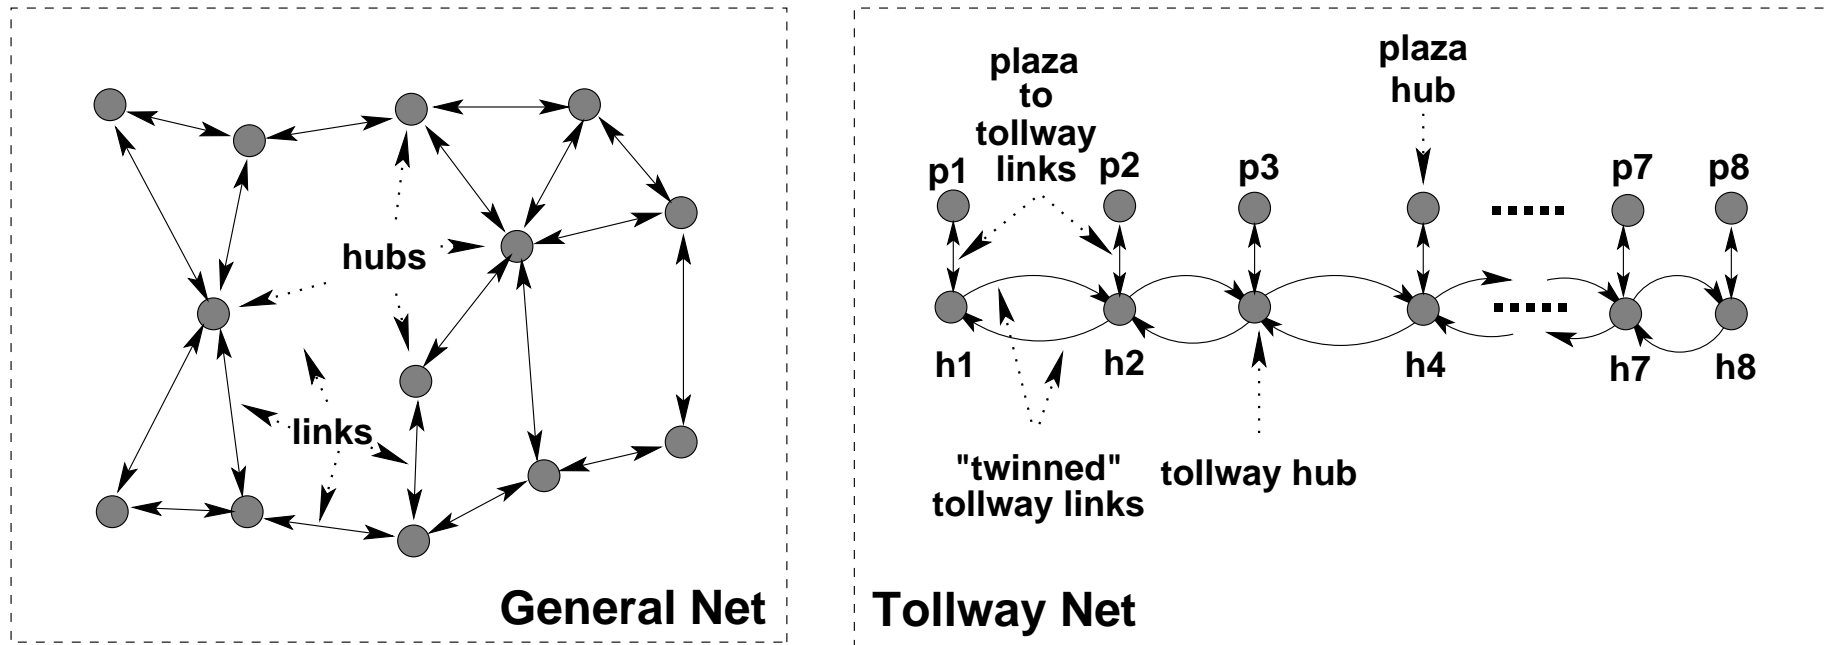 hubs
links
General Net
plaza
to
tollway
links
plaza
hub
p1
p2
p3
p7
p8
h1
h2
h4
h7
h8
"twinned"
tollway links
tollway hub
Tollway Net